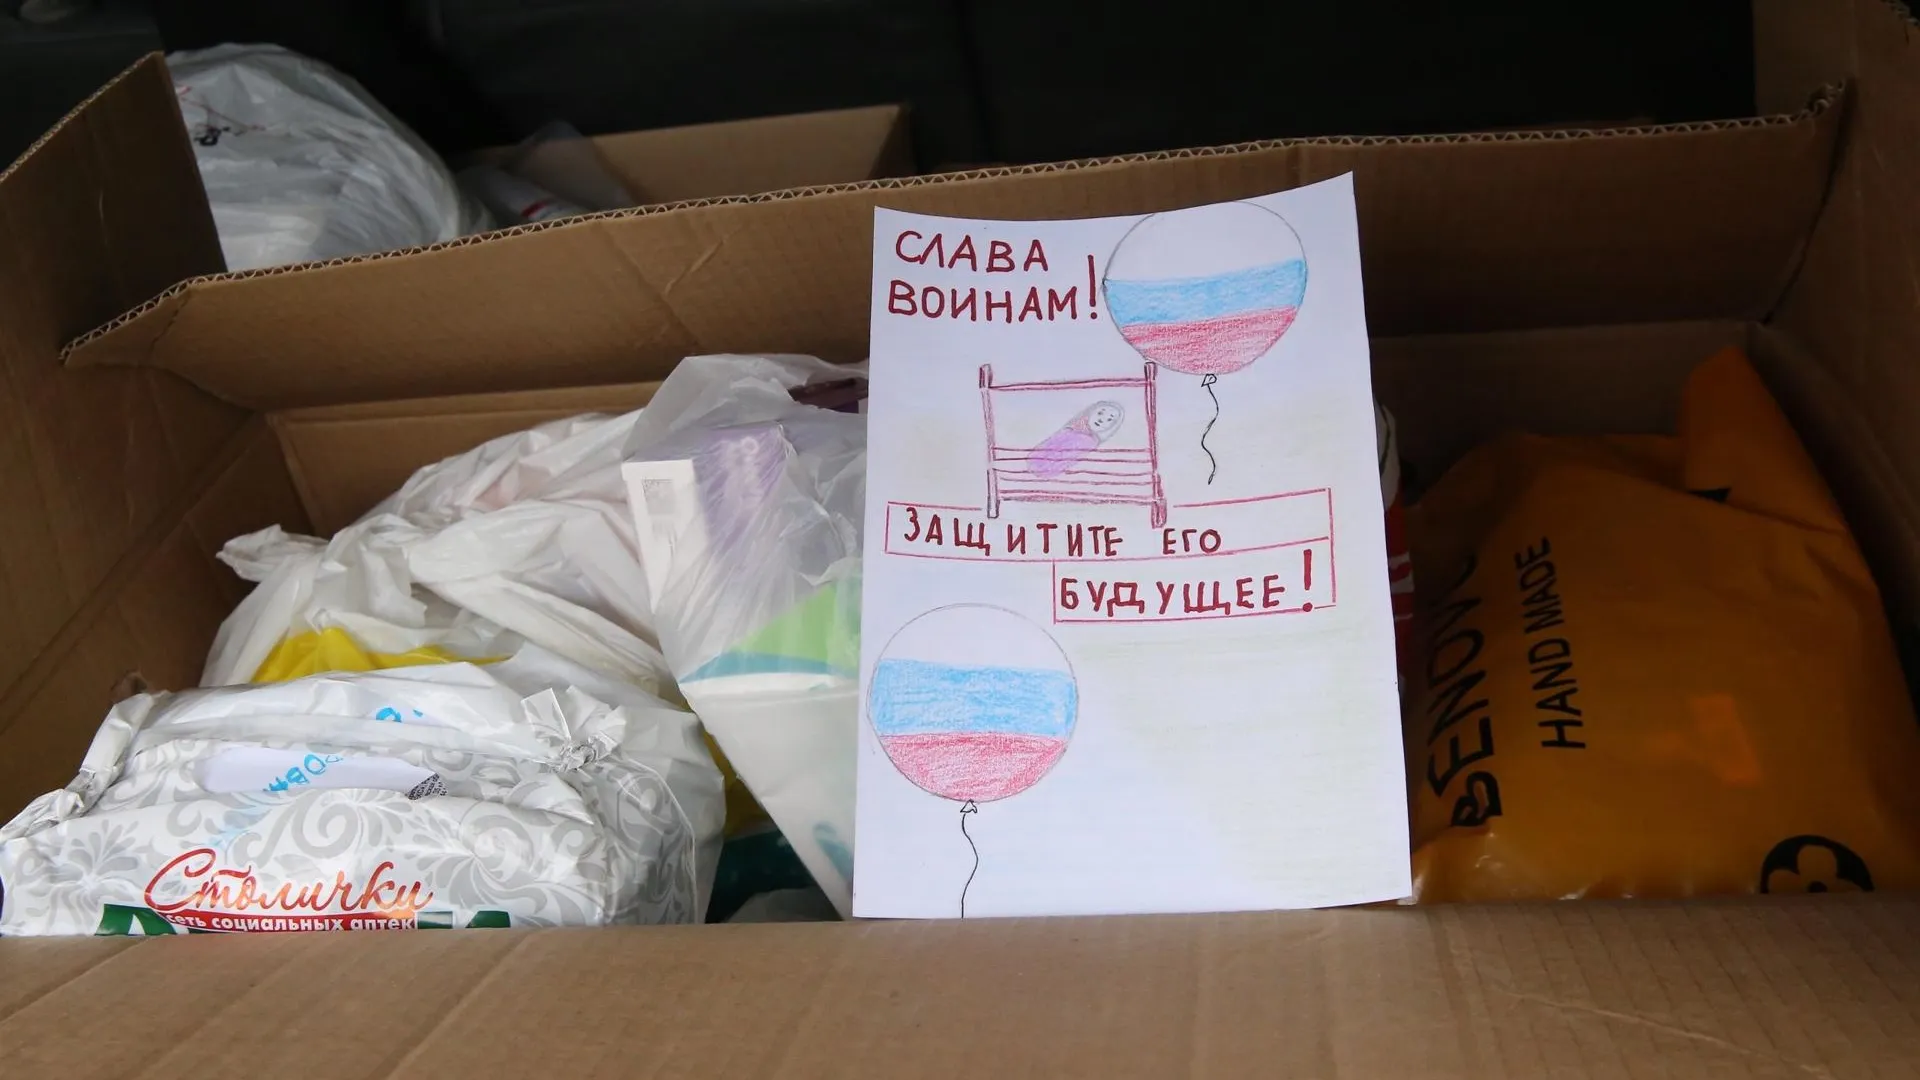 СЛАВА
ВОИНАМ!
ЗАЩИТИТЕ ЕГО
БУДУЩЕЕ!
Столички
сеть социальных аптек
HAND MADE